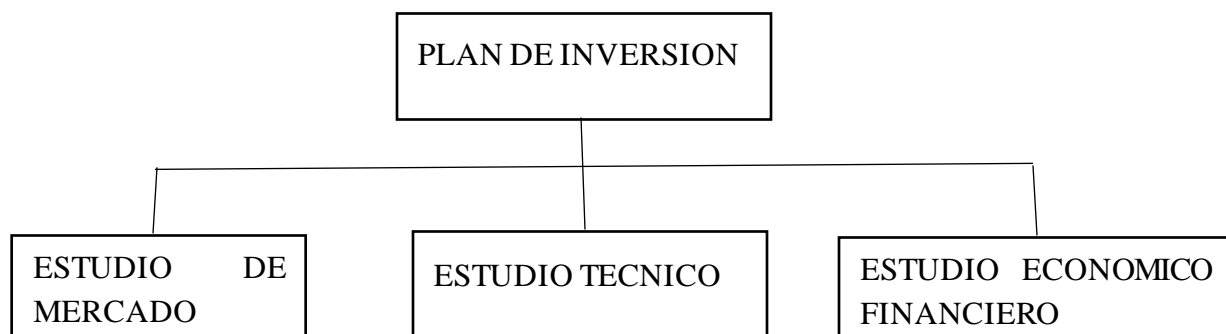 PLAN DE INVERSION
ESTUDIO DE
MERCADO
ESTUDIO TECNICO
ESTUDIO ECONOMICO
FINANCIERO